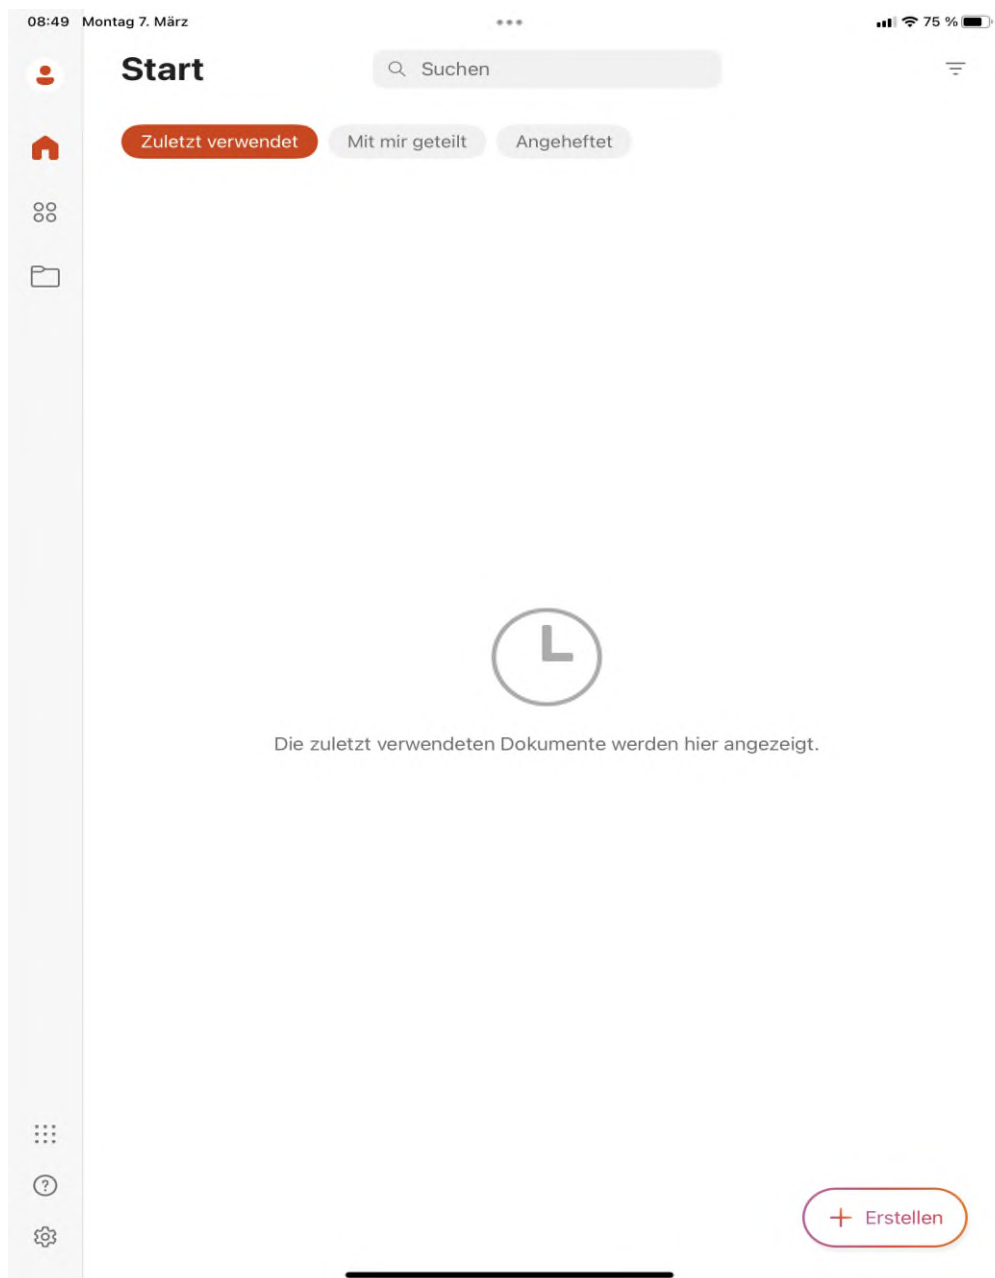 08:49 Montag 7. März 75 %
Start
Suchen
Zuletzt verwendet Mit mir geteilt Angeheftet
Die zuletzt verwendeten Dokumente werden hier angezeigt.
?
+ Erstellen